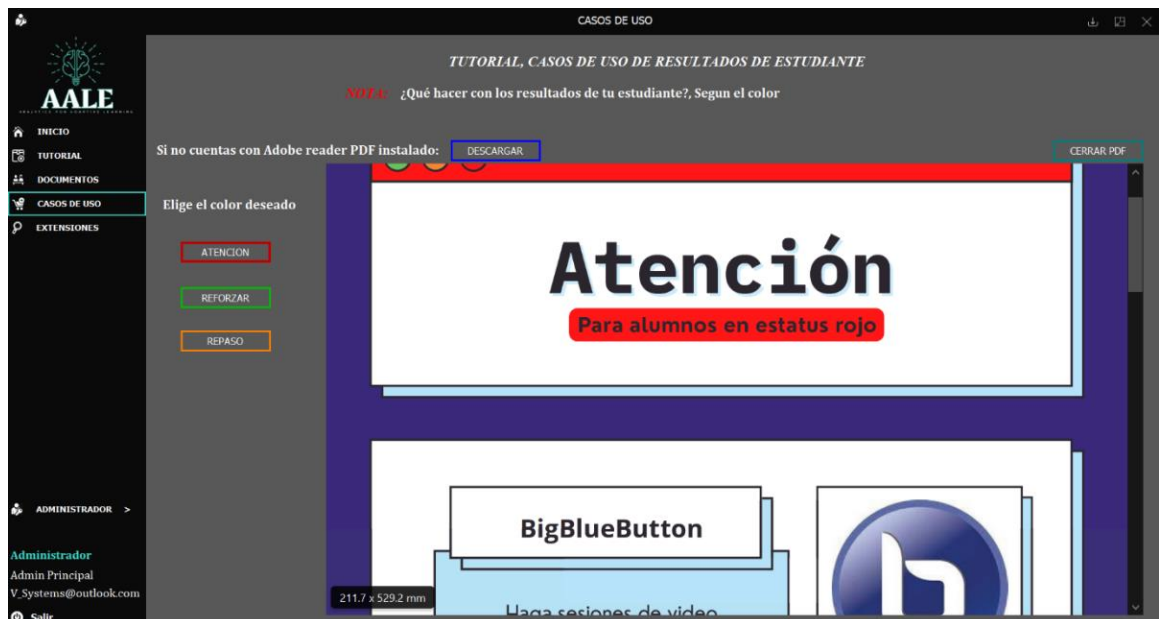 CASOS DE USO
AALE
INICIO
TUTORIAL
DOCUMENTOS
CASOS DE USO
EXTENSIONES
ADMINISTRADOR >
Administrador
Admin Principal
V_Systems@outlook.com
Salir
TUTORIAL, CASOS DE USO DE RESULTADOS DE ESTUDIANTE
NOTA: ¿Qué hacer con los resultados de tu estudiante?, Segun el color
Si no cuentas con Adobe reader PDF instalado: DESCARGAR
CERRAR PDF
Elige el color deseado
ATENCION
REFORZAR
REPASO
Atención
Para alumnos en estatus rojo
BigBlueButton
Haga sesiones de video
b
211.7 x 529.2 mm